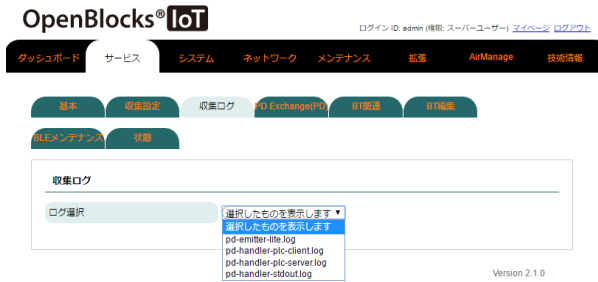 OpenBlocks® IoT
ログイン ID: admin (権限: スーパーユーザー) マイページ ログアウト
ダッシュボード サービス システム ネットワーク メンテナンス 拡張 AirManage 技術情報
基本 収集設定 収集ログ PD Exchange(PD) BT関連 BT編集
BLEメンテナンス 状態
収集ログ
ログ選択 選択したものを表示します
選択したものを表示します
pd-emitter-lite.log
pd-handler-plc-client.log
pd-handler-plc-server.log
pd-handler-stdout.log
Version 2.1.0